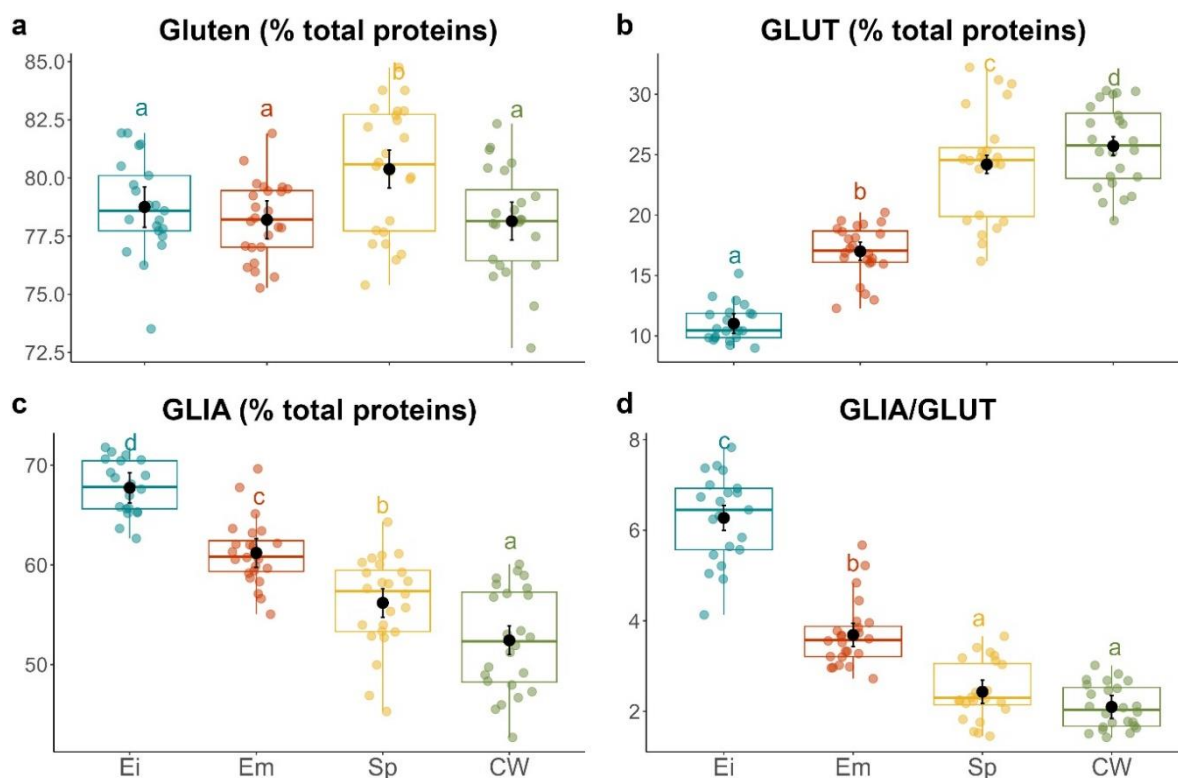 a Gluten (% total proteins)
85.0
82.5
80.0
77.5
75.0
72.5
a
a
b
a
b GLUT (% total proteins)
30
25
20
15
10
a
b
c
d
c GLIA (% total proteins)
70
60
50
d
c
b
a
Ei Em Sp CW
d GLIA/GLUT
8
6
4
2
c
b
a
a
Ei Em Sp CW